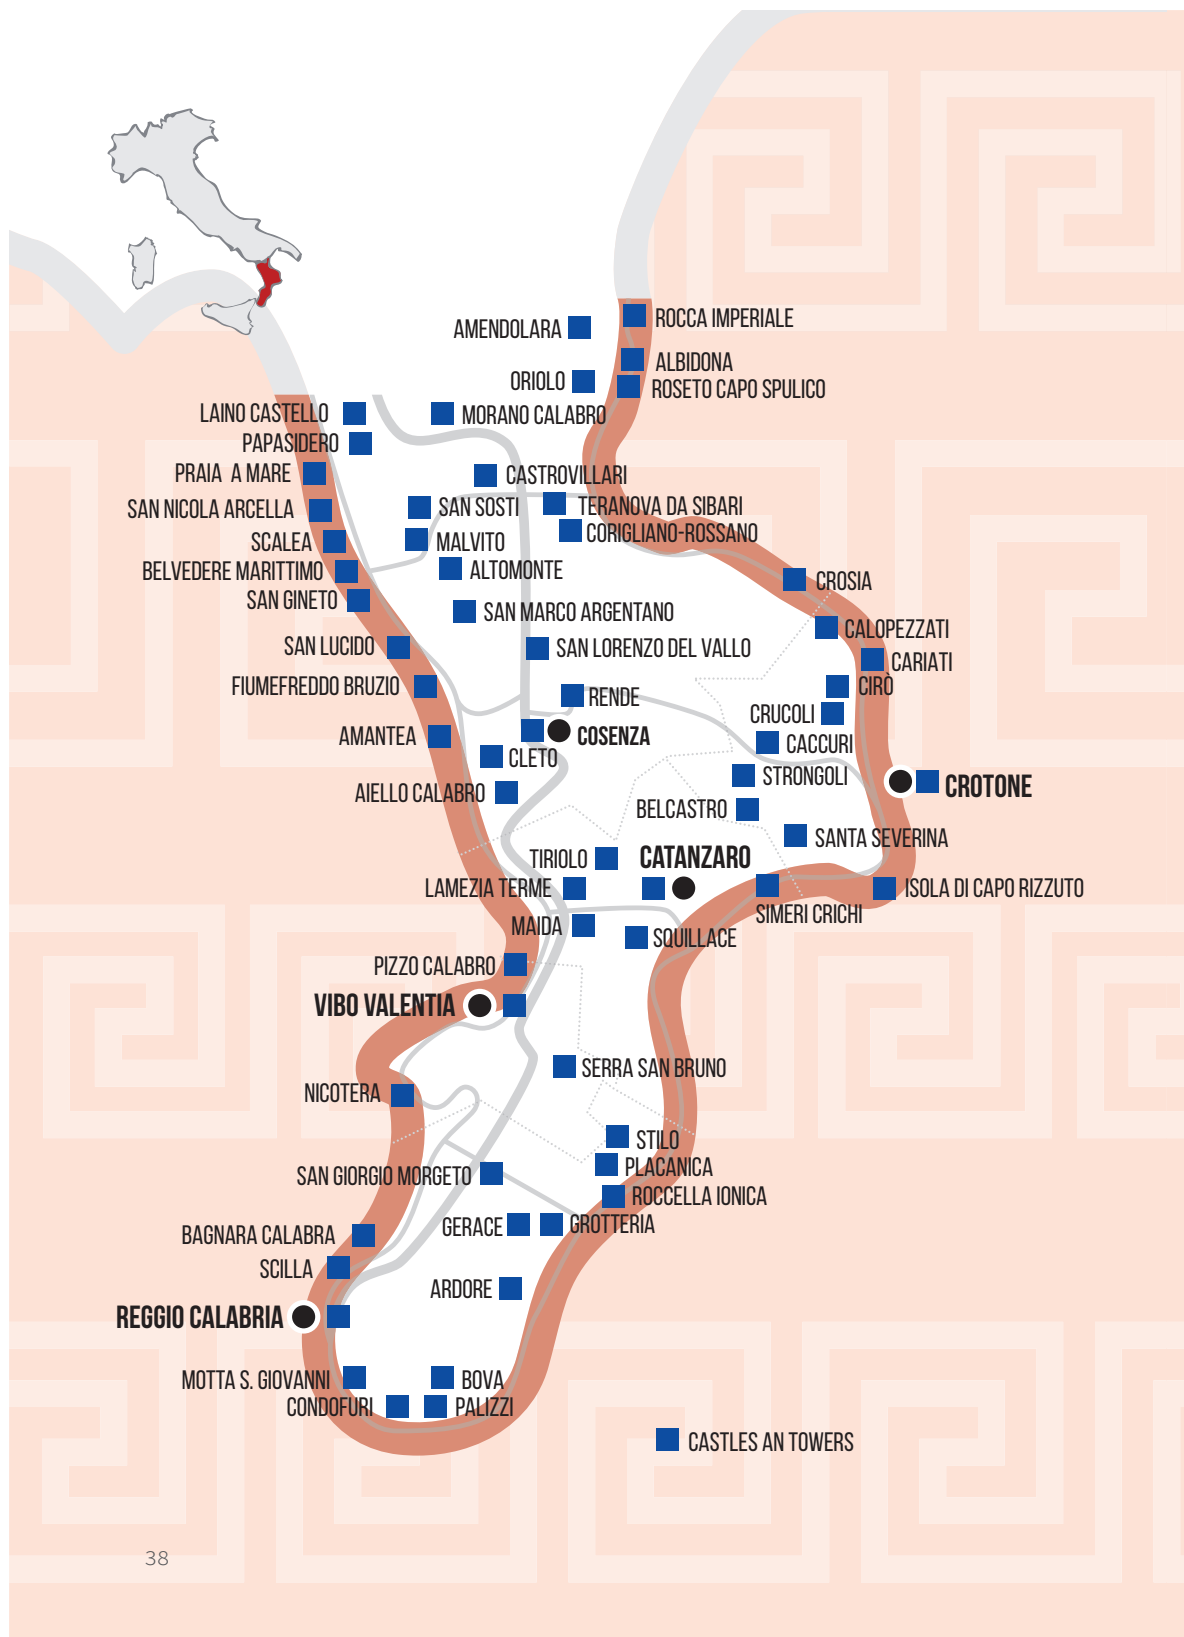 ROCCA IMPERIALE
AMENDOLARA
ALBIDONA
ORIOLO
ROSETO CAPO SPULICO
LAINO CASTELLO
MORANO CALABRO
PAPASIDERO
PRAIA A MARE
CASTROVILLARI
SAN NICOLA ARCELLA
SAN SOSTI
TERANOVA DA SIBARI
CORIGLIANO-ROSSANO
SCALEA
MALVITO
BELVEDERE MARITTIMO
ALTOMONTE
CROSIA
SAN GINETO
SAN MARCO ARGENTANO
CALOPEZZATI
SAN LUCIDO
SAN LORENZO DEL VALLO
CARIATI
FIUMEFREDDO BRUZIO
RENDE
CIRÒ
CRUCOLI
AMANTEA
COSENZA
CACCURI
CLETO
STRONGOLI
CROTONE
AIELLO CALABRO
BELCASTRO
SANTA SEVERINA
TIRIOLO
CATANZARO
LAMEZIA TERME
ISOLA DI CAPO RIZZUTO
SIMERI CRICHI
MAIDA
SQUILLACE
PIZZO CALABRO
VIBO VALENTIA
SERRA SAN BRUNO
NICOTERA
STILO
PLACANICA
SAN GIORGIO MORGETO
ROCCELLA IONICA
GERACE
GROTTERIA
BAGNARA CALABRA
SCILLA
ARDORE
REGGIO CALABRIA
MOTTA S. GIOVANNI
BOVA
CONDOFURI
PALIZZI
CASTLES AN TOWERS
38